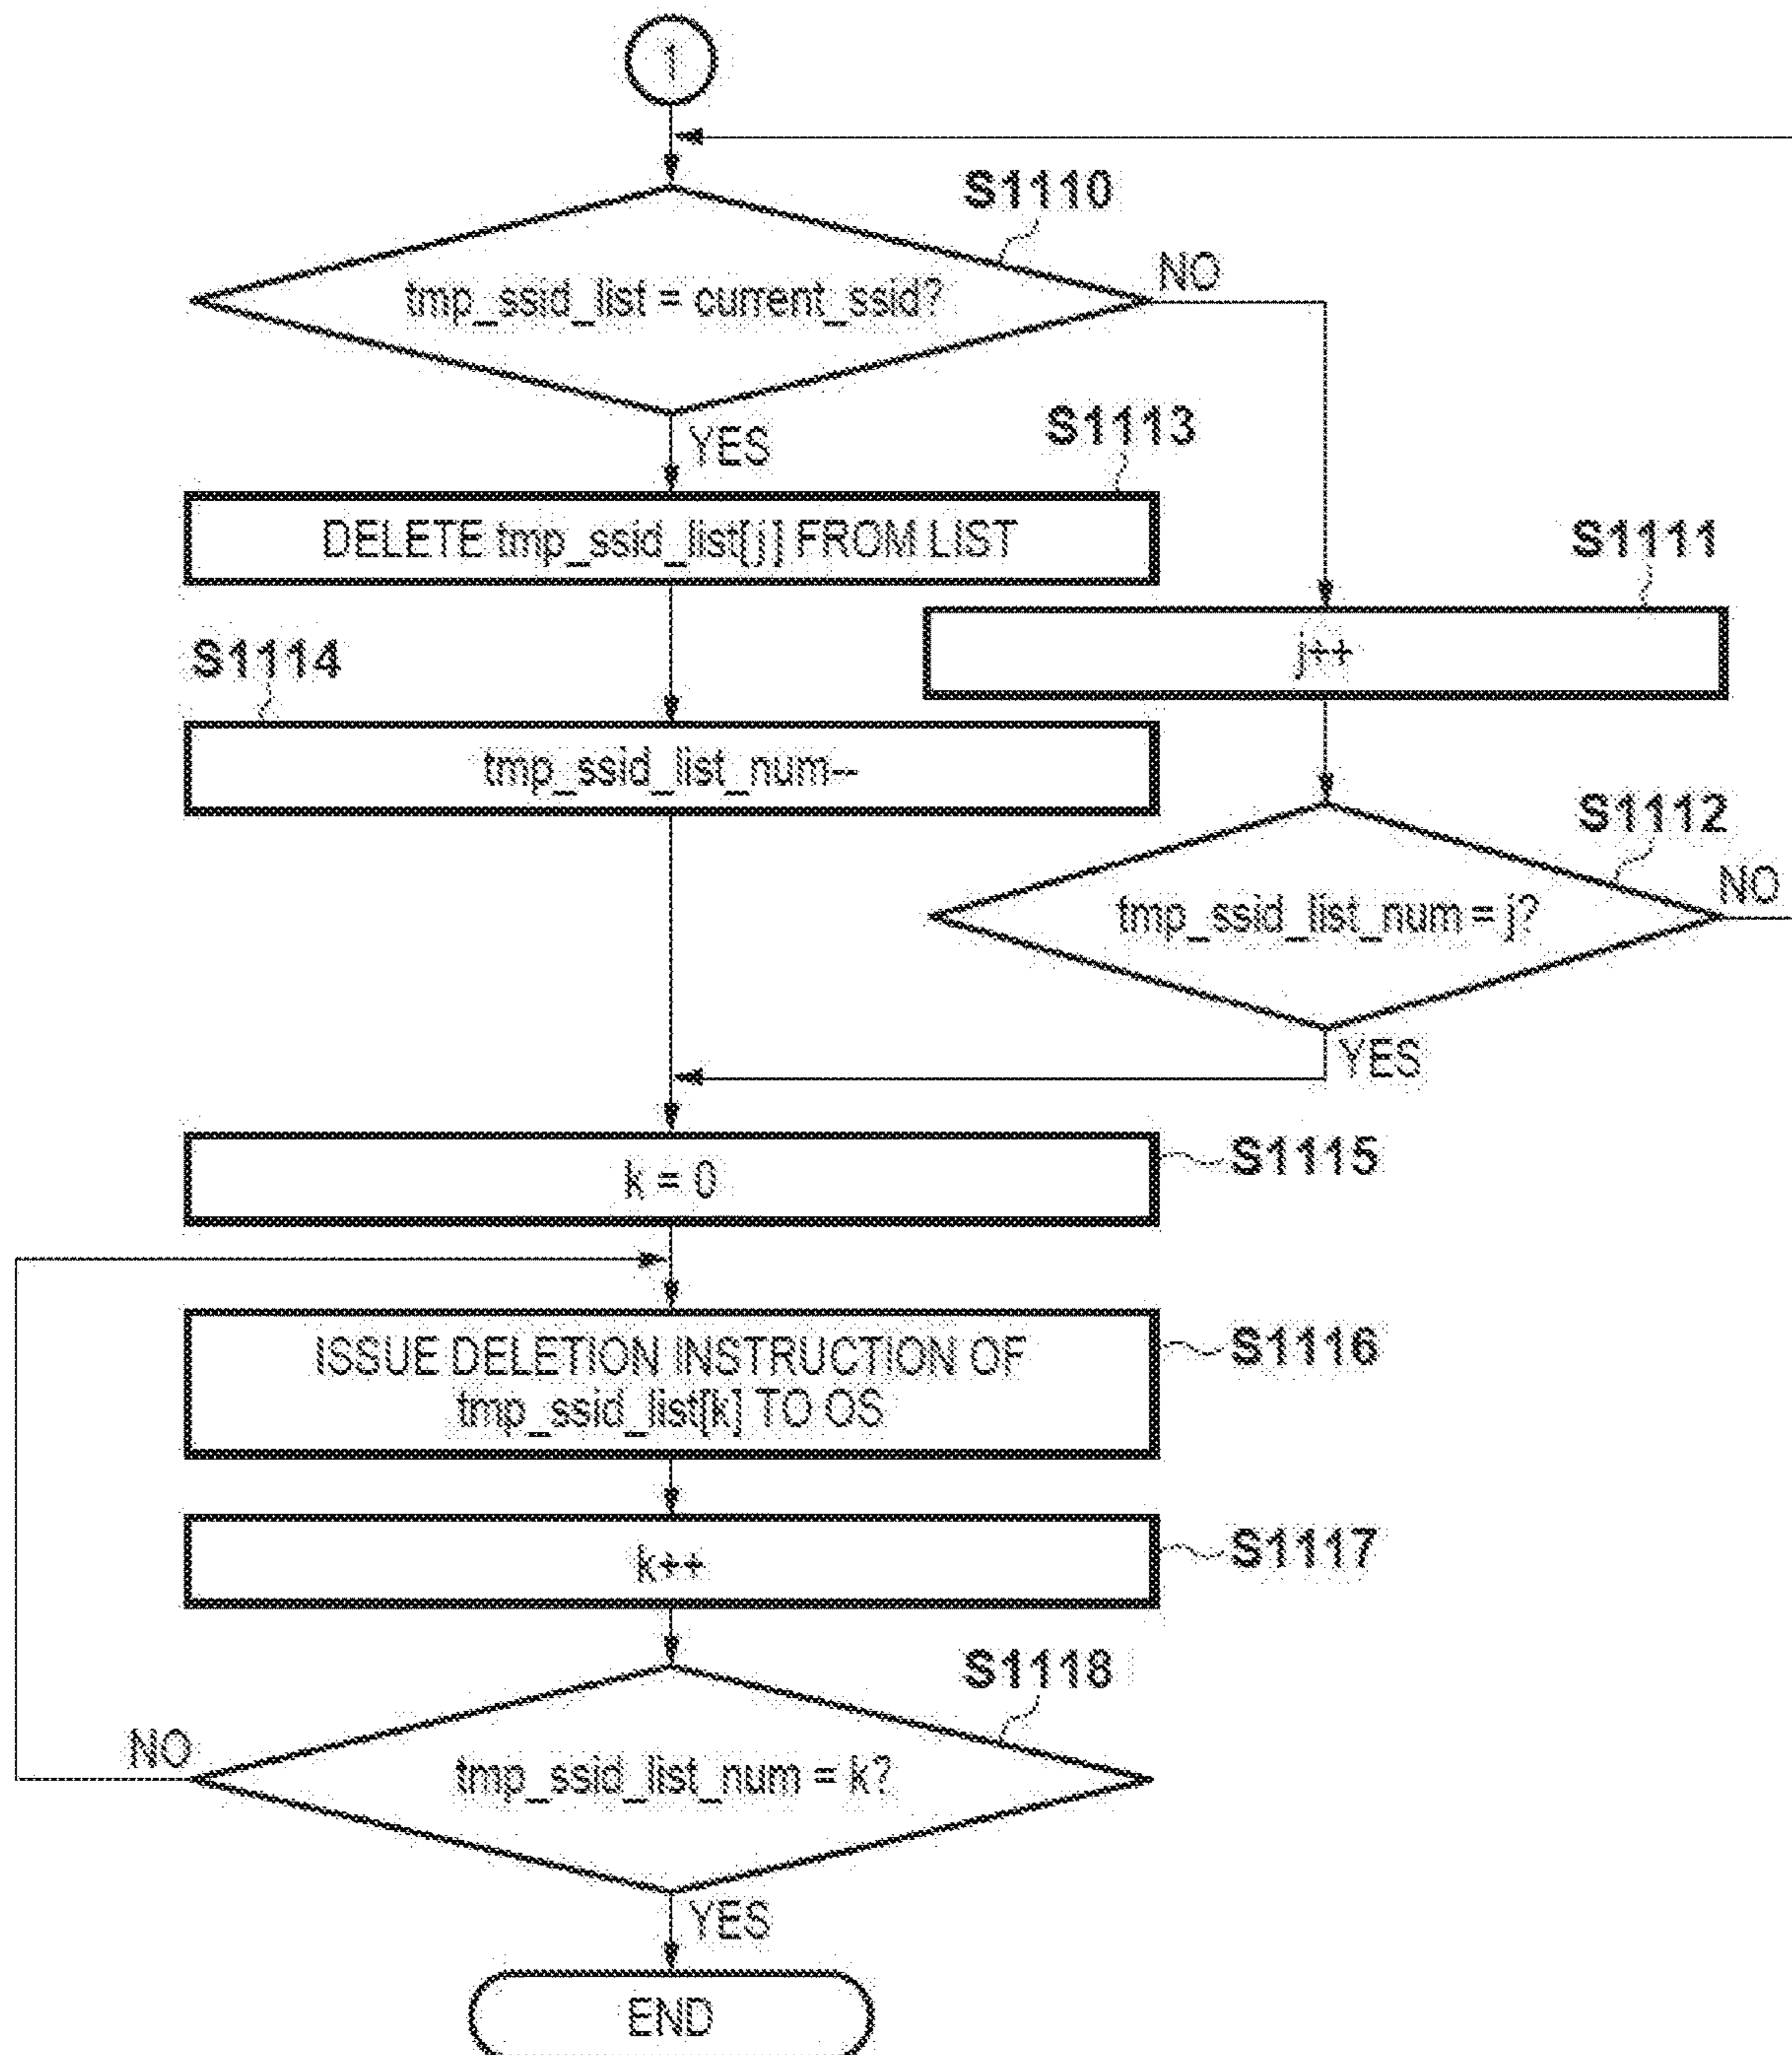 1
S1110
tmp_ssid_list = current_ssid?
NO
YES
S1113
DELETE tmp_ssid_list[j] FROM LIST
S1111
j++
S1114
tmp_ssid_list_num--
S1112
tmp_ssid_list_num = j?
NO
YES
k = 0
S1115
ISSUE DELETION INSTRUCTION OF
tmp_ssid_list[k] TO OS
S1116
k++
S1117
S1118
tmp_ssid_list_num = k?
NO
YES
END